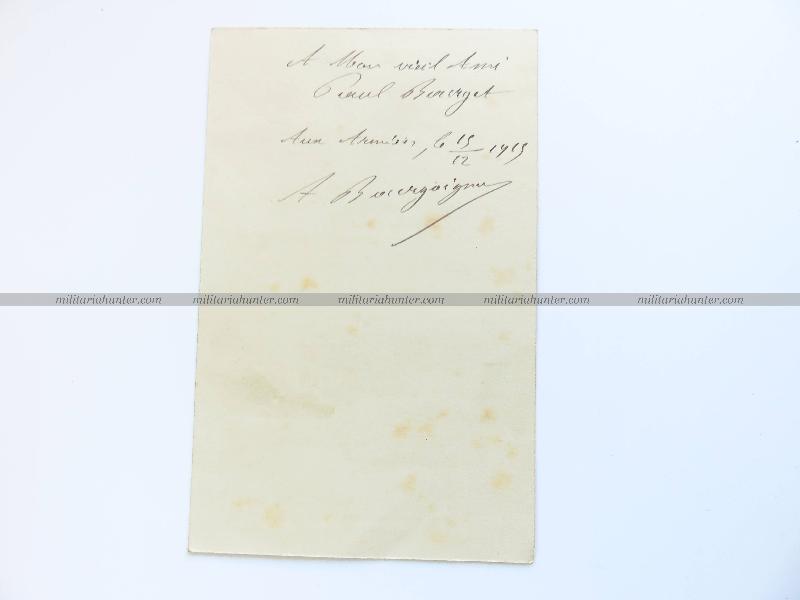 A Mon vieil Ami
Paul Bourget
Aux Armées, le 15/12 1915
A Bourgoigne
militariahunter.com militariahunter.com militariahunter.com militariahunter.com militariahunter.com